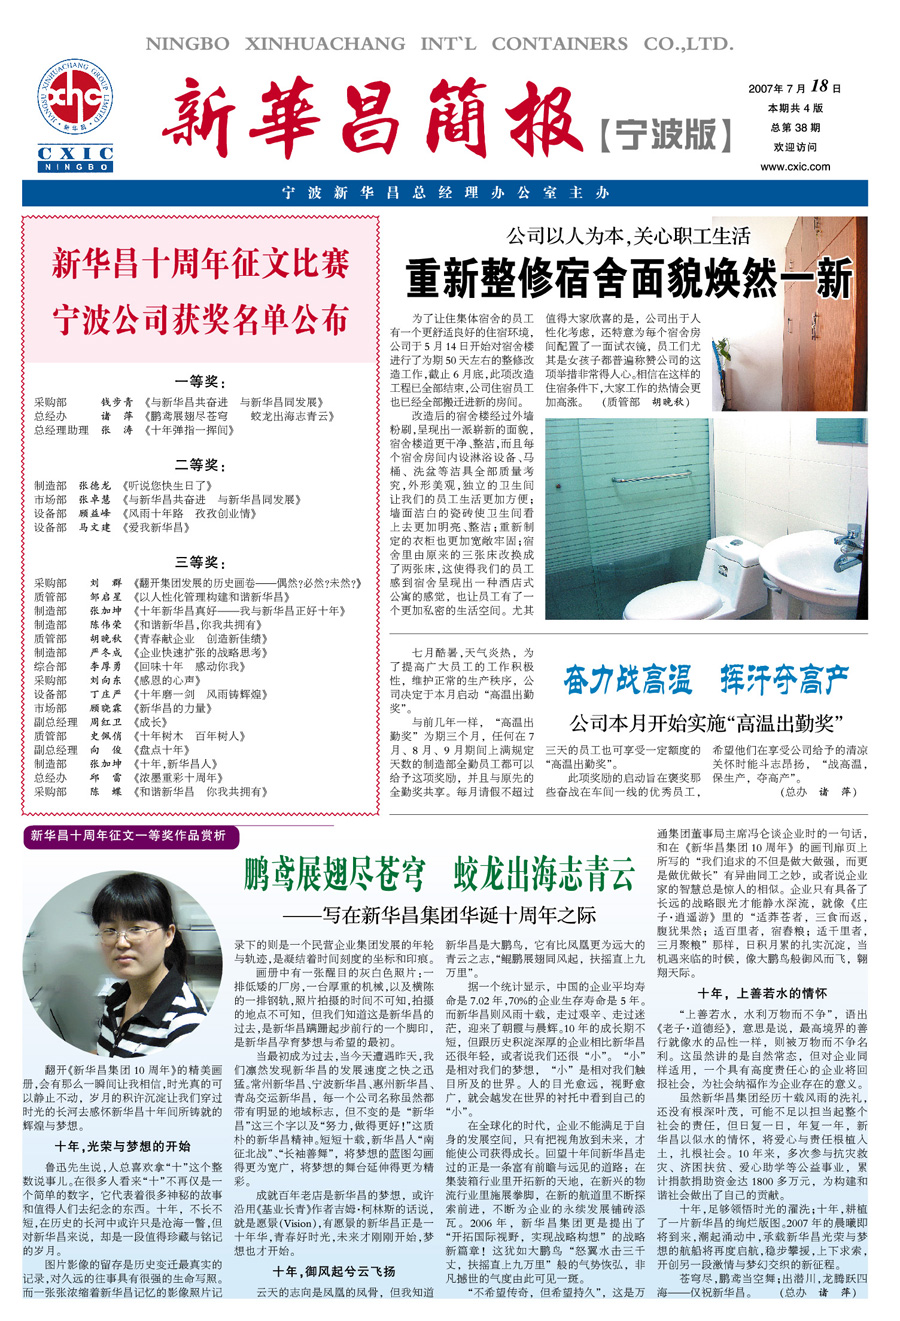 NINGBO XINHUACHANG INT`L CONTAINERS CO.,LTD.
CXIC
NINGBO
新華昌簡报【宁波版】
2007年7月18日
本期共4版
总第38期
欢迎访问
www.cxic.com
宁波新华昌总经理办公室主办
新华昌十周年征文比赛
宁波公司获奖名单公布
一等奖：
采购部 钱步青 《与新华昌共奋进 与新华昌同发展》
总经办 诸 萍 《鹏鸢展翅尽苍穹 蛟龙出海志青云》
总经理助理 张 涛 《十年弹指一挥间》
二等奖：
制造部 张德龙 《听说您快生日了》
市场部 张卓慧 《与新华昌共奋进 与新华昌同发展》
设备部 顾益峰 《风雨十年路 孜孜创业情》
设备部 马文建 《爱我新华昌》
三等奖：
采购部 刘 群 《翻开集团发展的历史画卷——偶然?必然?未然?》
质管部 邹启星 《以人性化管理构建和谐新华昌》
制造部 张加坤 《十年新华昌真好——我与新华昌正好十年》
制造部 陈伟荣 《和谐新华昌,你我共拥有》
质管部 胡晚秋 《青春献企业 创造新佳绩》
制造部 严冬成 《企业快速扩张的战略思考》
综合部 李厚勇 《回味十年 感动你我》
采购部 刘向东 《感恩的心声》
设备部 丁庄严 《十年磨一剑 风雨铸辉煌》
市场部 顾晓霖 《新华昌的力量》
副总经理 周红卫 《成长》
质管部 史佩俏 《十年树木 百年树人》
副总经理 向 俊 《盘点十年》
制造部 张加坤 《十年,新华昌人》
总经办 邱 雷 《浓墨重彩十周年》
采购部 陈 蝶 《和谐新华昌 你我共拥有》
公司以人为本,关心职工生活
重新整修宿舍面貌焕然一新
为了让住集体宿舍的员工
有一个更舒适良好的住宿环境,
公司于5月14日开始对宿舍楼
进行了为期50天左右的整修改
造工作,截止6月底,此项改造
工程已全部结束,公司住宿员工
也已经全部搬迁进新的房间。
改造后的宿舍楼经过外墙
粉刷,呈现出一派崭新的面貌,
宿舍楼道更干净、整洁,而且每
个宿舍房间内设淋浴设备、马
桶、洗盆等洁具全部质量考
究,外形美观,独立的卫生间
让我们的员工生活更加方便；
墙面洁白的瓷砖使卫生间看
上去更加明亮、整洁；重新制
定的衣柜也更加宽敞牢固；宿
舍里由原来的三张床改换成
了两张床,这使得我们的员工
感到宿舍呈现出一种酒店式
公寓的感觉，也让员工有了一
个更加私密的生活空间。尤其
值得大家欣喜的是，公司出于人
性化考虑，还特意为每个宿舍房
间配置了一面试衣镜，员工们尤
其是女孩子都普遍称赞公司的这
项举措非常得人心。相信在这样的
住宿条件下,大家工作的热情会更
加高涨。 (质管部 胡晚秋)
七月酷暑,天气炎热，为
了提高广大员工的工作积极
性，维护正常的生产秩序，公
司决定于本月启动“高温出勤
奖”。
与前几年一样，“高温出
勤奖”为期三个月，任何在7
月、8月、9月期间上满规定
天数的制造部全勤员工都可以
给予这项奖励，并且与原先的
全勤奖共享。每月请假不超过
奋力战高温 挥汗夺高产
公司本月开始实施“高温出勤奖”
三天的员工也可享受一定额度的
“高温出勤奖”。
此项奖励的启动旨在褒奖那
些奋战在车间一线的优秀员工，
希望他们在享受公司给予的清凉
关怀时能斗志昂扬，“战高温，
保生产，夺高产”。
(总办 诸 萍)
新华昌十周年征文一等奖作品赏析
鹏鸢展翅尽苍穹 蛟龙出海志青云
——写在新华昌集团华诞十周年之际
翻开《新华昌集团10周年》的精美画
册,会有那么一瞬间让我相信,时光真的可
以静止不动，岁月的积许沉淀让我们穿过
时光的长河去感怀新华昌十年间所铸就的
辉煌与梦想。
十年,光荣与梦想的开始
鲁迅先生说,人总喜欢拿“十”这个整
数说事儿。在很多人看来“十”不再仅是一
个简单的数字，它代表着很多神秘的故事
和值得人们去纪念的东西。十年，不长不
短,在历史的长河中或许只是沧海一瞥,但
对新华昌来说，却是一段值得珍藏与铭记
的岁月。
图片影像的留存是历史变迁最真实的
记录,对久远的往事具有很强的生命写照。
而一张张浓缩着新华昌记忆的影像照片记
录下的则是一个民营企业集团发展的年轮
与轨迹,是凝结着时间刻度的坐标和印痕。
画册中有一张醒目的灰白色照片：一
排低矮的厂房,一台厚重的机械,以及横陈
的一排钢轨,照片拍摄的时间不可知,拍摄
的地点不可知，但我们知道这是新华昌的
过去,是新华昌蹒跚起步前行的一个脚印,
是新华昌孕育梦想与希望的最初。
当最初成为过去,当今天遭遇昨天,我
们凛然发现新华昌的发展速度之快之迅
猛。常州新华昌、宁波新华昌、惠州新华昌、
青岛交运新华昌，每一个公司名称虽然都
带有明显的地域标志，但不变的是“新华
昌”这三个字以及“努力,做得更好！”这质
朴的新华昌精神。短短十载,新华昌人“南
征北战”、“长袖善舞”，将梦想的蓝图勾画
得更为宽广，将梦想的舞台延伸得更为精
彩。
成就百年老店是新华昌的梦想，或许
沿用《基业长青》作者吉姆·柯林斯的话说，
就是愿景(Vision),有愿景的新华昌正是一
十年华,青春好时光,未来才刚刚开始,梦
想也才开始。
十年,御风起兮云飞扬
云天的志向是凤凰的风骨，但我知道
新华昌是大鹏鸟，它有比凤凰更为远大的
青云之志,“鲲鹏展翅同风起，扶摇直上九
万里”。
据一个统计显示，中国的企业平均寿
命是7.02年,70%的企业生存寿命是5年。
而新华昌则风雨十载，走过艰辛、走过迷
茫，迎来了朝霞与晨辉。10年的成长期不
短，但跟历史积淀深厚的企业相比新华昌
还很年轻，或者说我们还很“小”。“小”
是相对我们的梦想，“小”是相对我们触
目所及的世界。人的目光愈远，视野愈
广，就会越发在世界的衬托中看到自己的
“小”。
在全球化的时代，企业不能满足于自
身的发展空间，只有把视角放到未来，才
能使公司获得成长。回望十年间新华昌走
过的正是一条富有前瞻与远见的道路：在
集装箱行业里开拓新的天地，在新兴的物
流行业里施展拳脚，在新的航道里不断探
索前进，不断为企业的永续发展铺砖添
瓦。2006年，新华昌集团更是提出了
“开拓国际视野，实现战略构想”的战略
新篇章！这犹如大鹏鸟“怒翼水击三千
丈，扶摇直上九万里”般的气势恢弘，非
凡撼世的气度由此可见一斑。
“不希望传奇，但希望持久”，这是万
通集团董事局主席冯仑谈企业时的一句话，
和在《新华昌集团10周年》的画刊扉页上
所写的“我们追求的不但是做大做强，而更
是做优做长”有异曲同工之妙，或者说企业
家的智慧总是惊人的相似。企业只有具备了
长远的战略眼光才能静水深流，就像《庄
子·逍遥游》里的“适莽苍者，三食而返，
腹犹果然；适百里者，宿舂粮；适千里者，
三月聚粮”那样，日积月累的扎实沉淀，当
机遇来临的时候，像大鹏鸟般御风而飞，翱
翔天际。
十年，上善若水的情怀
“上善若水，水利万物而不争”，语出
《老子·道德经》，意思是说，最高境界的善
行就像水的品性一样，则被万物而不争名
利。这虽然讲的是自然常态，但对企业同
样适用，一个具有高度责任心的企业将回
报社会，为社会纳福作为企业存在的意义。
虽然新华昌集团经历十载风雨的洗礼，
还没有根深叶茂，可能不足以担当起整个
社会的责任，但日复一日，年复一年，新
华昌以似水的情怀，将爱心与责任根植人
土，扎根社会。10年来，多次参与抗灾救
灾、济困扶贫、爱心助学等公益事业，累
计捐款捐助资金达1800多万元，为构建和
谐社会做出了自己的贡献。
十年,足够领悟时光的濯洗;十年,耕植
了一片新华昌的绚烂版图。2007年的晨曦即
将到来,潮起涌动中，承载新华昌光荣与梦
想的航船将再度启航,稳步攀援,上下求索，
开创另一段激情与梦幻交织的新征程。
苍穹尽,鹏鸢当空舞;出潜川,龙腾跃四
海——仅祝新华昌。 (总办 诸 萍)